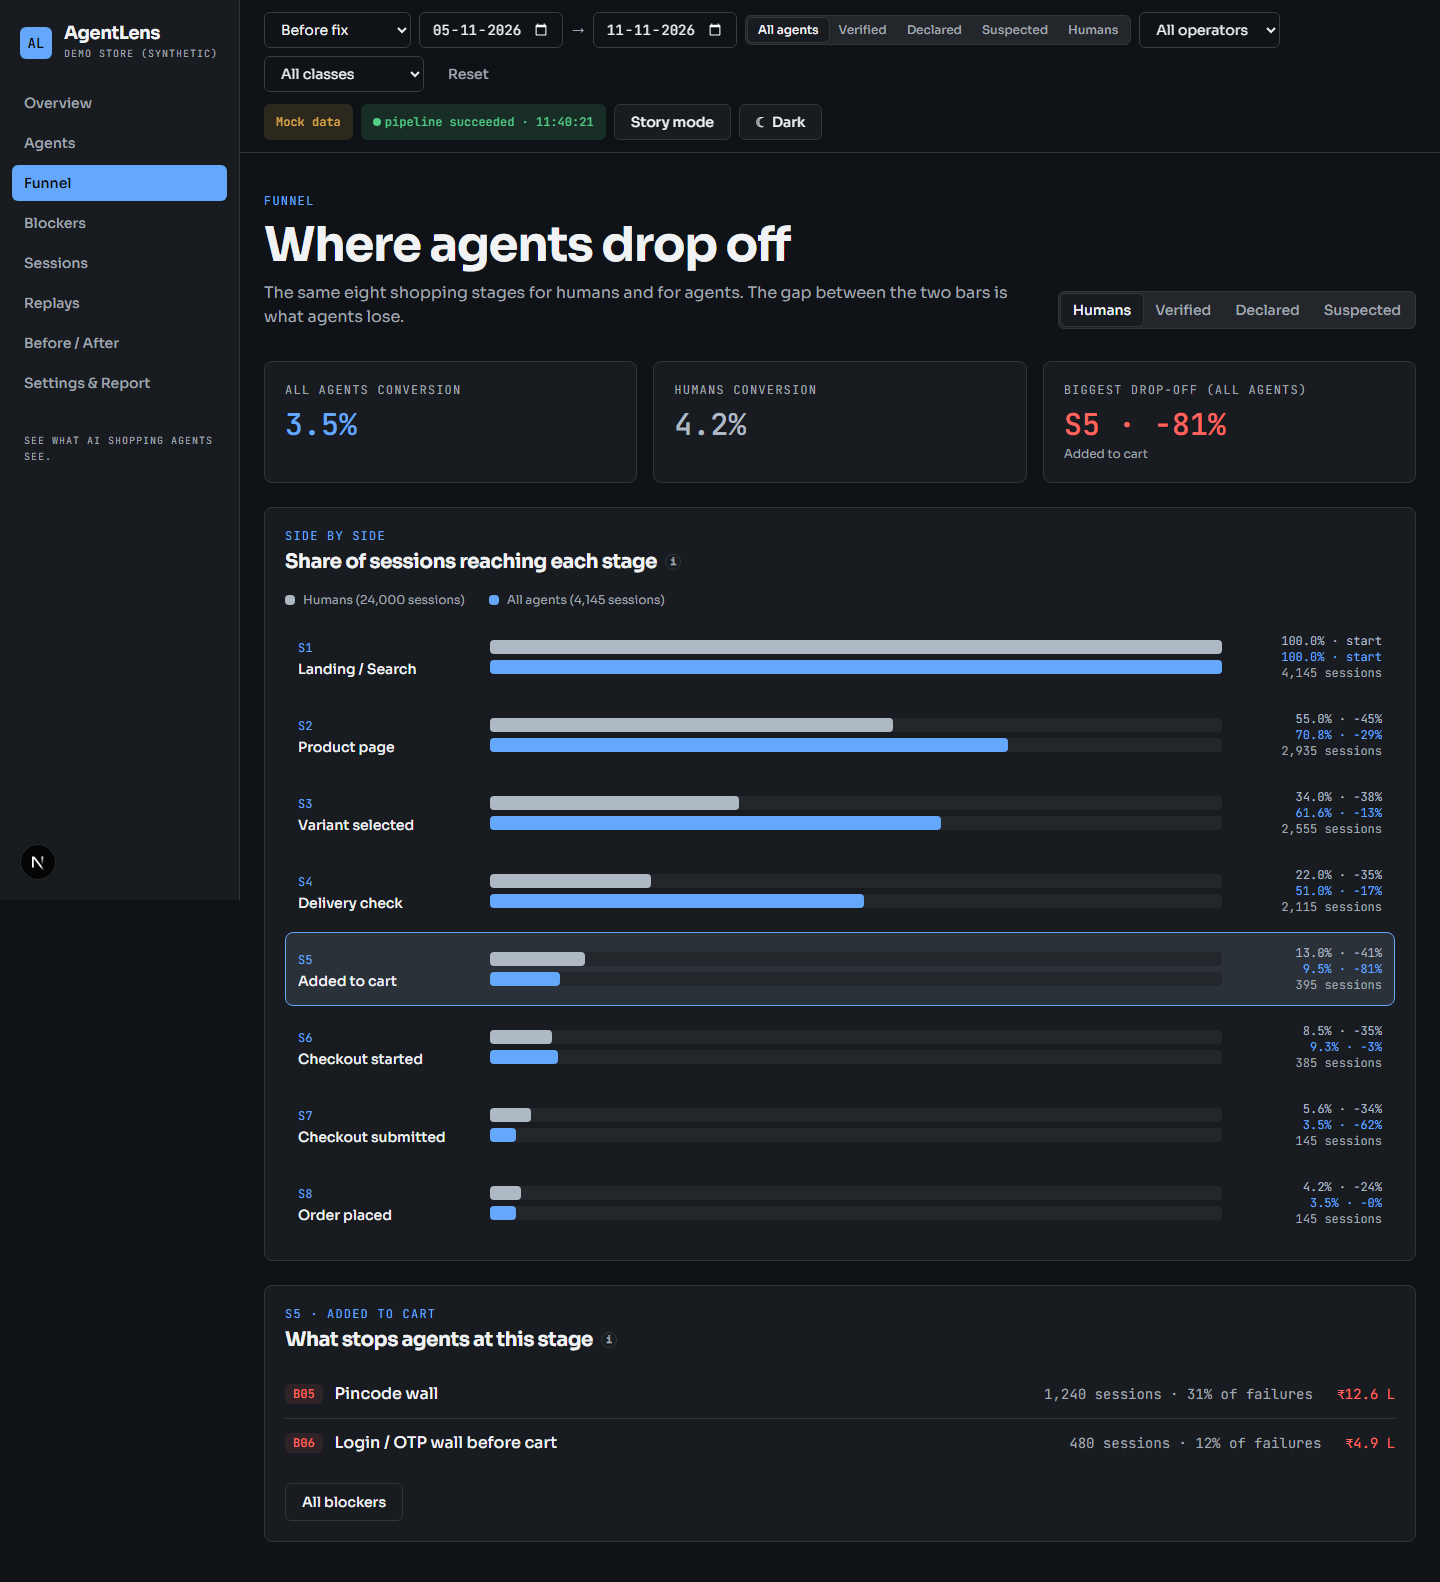 AL
AgentLens
DEMO STORE (SYNTHETIC)
Overview
Agents
Funnel
Blockers
Sessions
Replays
Before / After
Settings & Report
SEE WHAT AI SHOPPING AGENTS
SEE.
N
Before fix
05-11-2026
→
11-11-2026
All agents
Verified
Declared
Suspected
Humans
All operators
All classes
Reset
Mock data
pipeline succeeded · 11:40:21
Story mode
☾ Dark
FUNNEL
Where agents drop off
The same eight shopping stages for humans and for agents. The gap between the two bars is
what agents lose.
Humans
Verified
Declared
Suspected
ALL AGENTS CONVERSION
3.5%
HUMANS CONVERSION
4.2%
BIGGEST DROP-OFF (ALL AGENTS)
S5 · -81%
Added to cart
SIDE BY SIDE
Share of sessions reaching each stage i
Humans (24,000 sessions)
All agents (4,145 sessions)
S1
Landing / Search
100.0% · start
100.0% · start
4,145 sessions
S2
Product page
55.0% · -45%
70.8% · -29%
2,935 sessions
S3
Variant selected
34.0% · -38%
61.6% · -13%
2,555 sessions
S4
Delivery check
22.0% · -35%
51.0% · -17%
2,115 sessions
S5
Added to cart
13.0% · -41%
9.5% · -81%
395 sessions
S6
Checkout started
8.5% · -35%
9.3% · -3%
385 sessions
S7
Checkout submitted
5.6% · -34%
3.5% · -62%
145 sessions
S8
Order placed
4.2% · -24%
3.5% · -0%
145 sessions
S5 · ADDED TO CART
What stops agents at this stage i
B05 Pincode wall 1,240 sessions · 31% of failures ₹12.6 L
B06 Login / OTP wall before cart 480 sessions · 12% of failures ₹4.9 L
All blockers